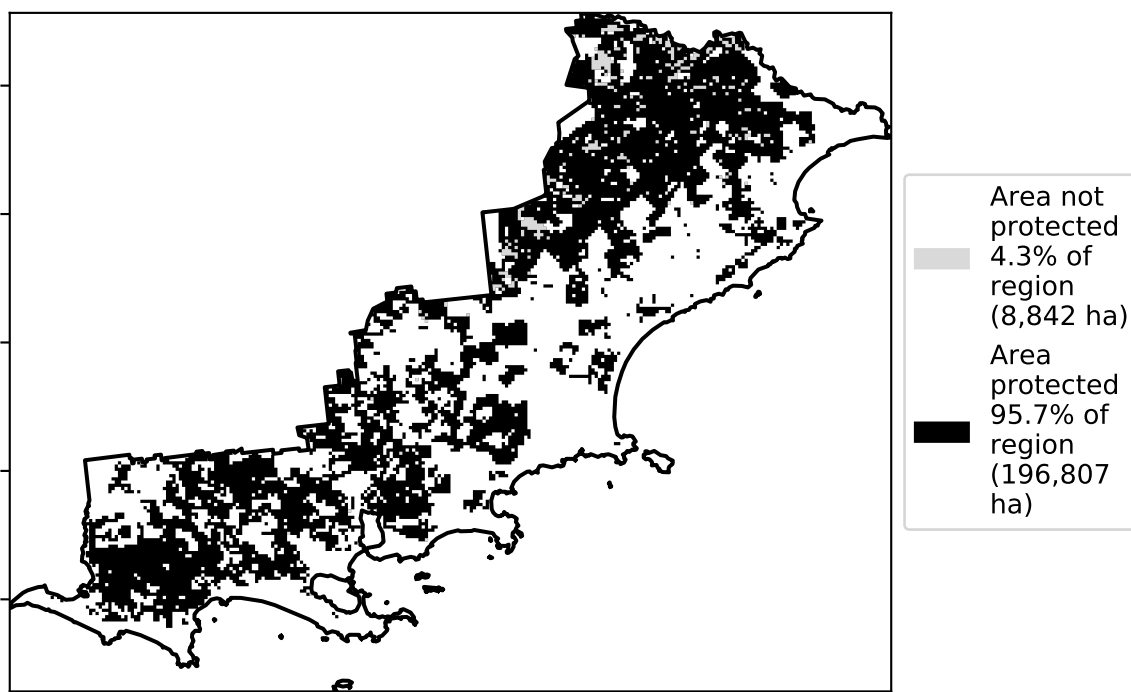 Area not
protected
4.3% of
region
(8,842 ha)
Area
protected
95.7% of
region
(196,807
ha)